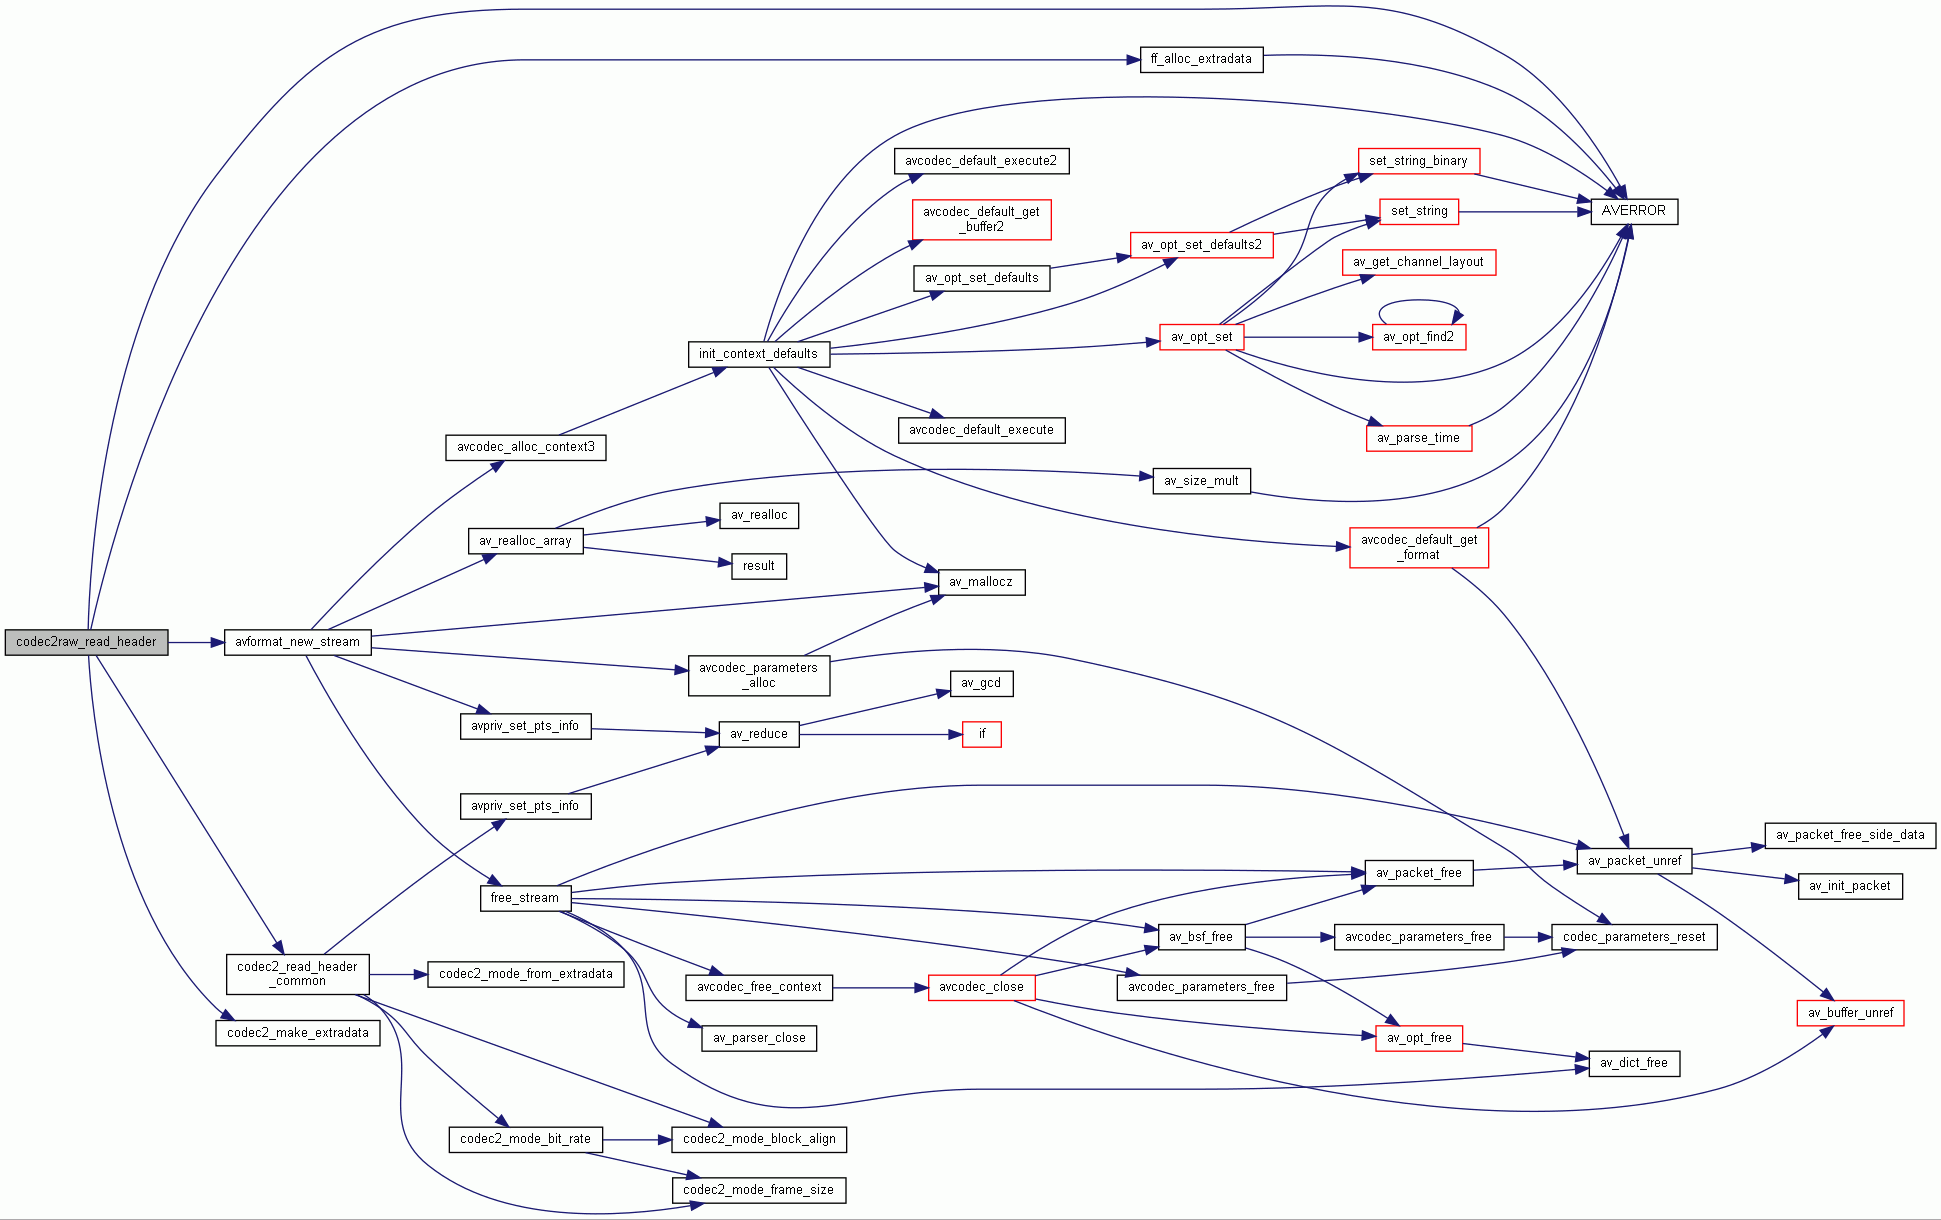 ff_alloc_extradata
avcodec_default_execute2
set_string_binary
avcodec_default_get
_buffer2
set_string
AVERROR
av_opt_set_defaults2
av_get_channel_layout
av_opt_set_defaults
av_opt_set
av_opt_find2
init_context_defaults
avcodec_default_execute
av_parse_time
avcodec_alloc_context3
av_size_mult
av_realloc
av_realloc_array
avcodec_default_get
_format
result
av_mallocz
codec2raw_read_header
avformat_new_stream
avcodec_parameters
_alloc
av_gcd
avpriv_set_pts_info
av_reduce
if
avpriv_set_pts_info
av_packet_free_side_data
av_packet_unref
av_packet_free
av_init_packet
free_stream
av_bsf_free
avcodec_parameters_free
codec_parameters_reset
codec2_read_header
_common
codec2_mode_from_extradata
avcodec_free_context
avcodec_close
avcodec_parameters_free
av_buffer_unref
codec2_make_extradata
av_parser_close
av_opt_free
av_dict_free
codec2_mode_bit_rate
codec2_mode_block_align
codec2_mode_frame_size